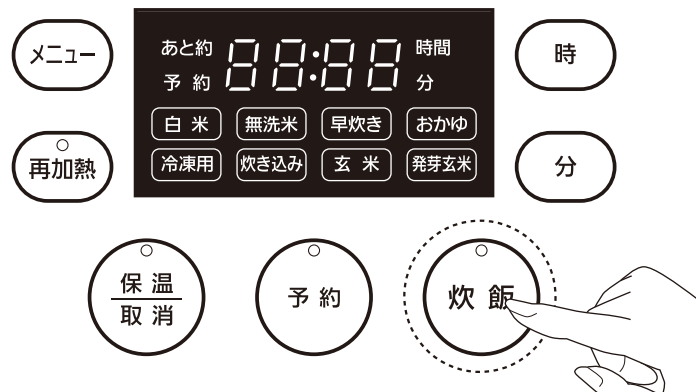 メニュー
あと約 88:88 時間
予約 分
時
白米 無洗米 早炊き おかゆ
冷凍用 炊き込み 玄米 発芽玄米
再加熱
分
保温
取消
予約
炊飯